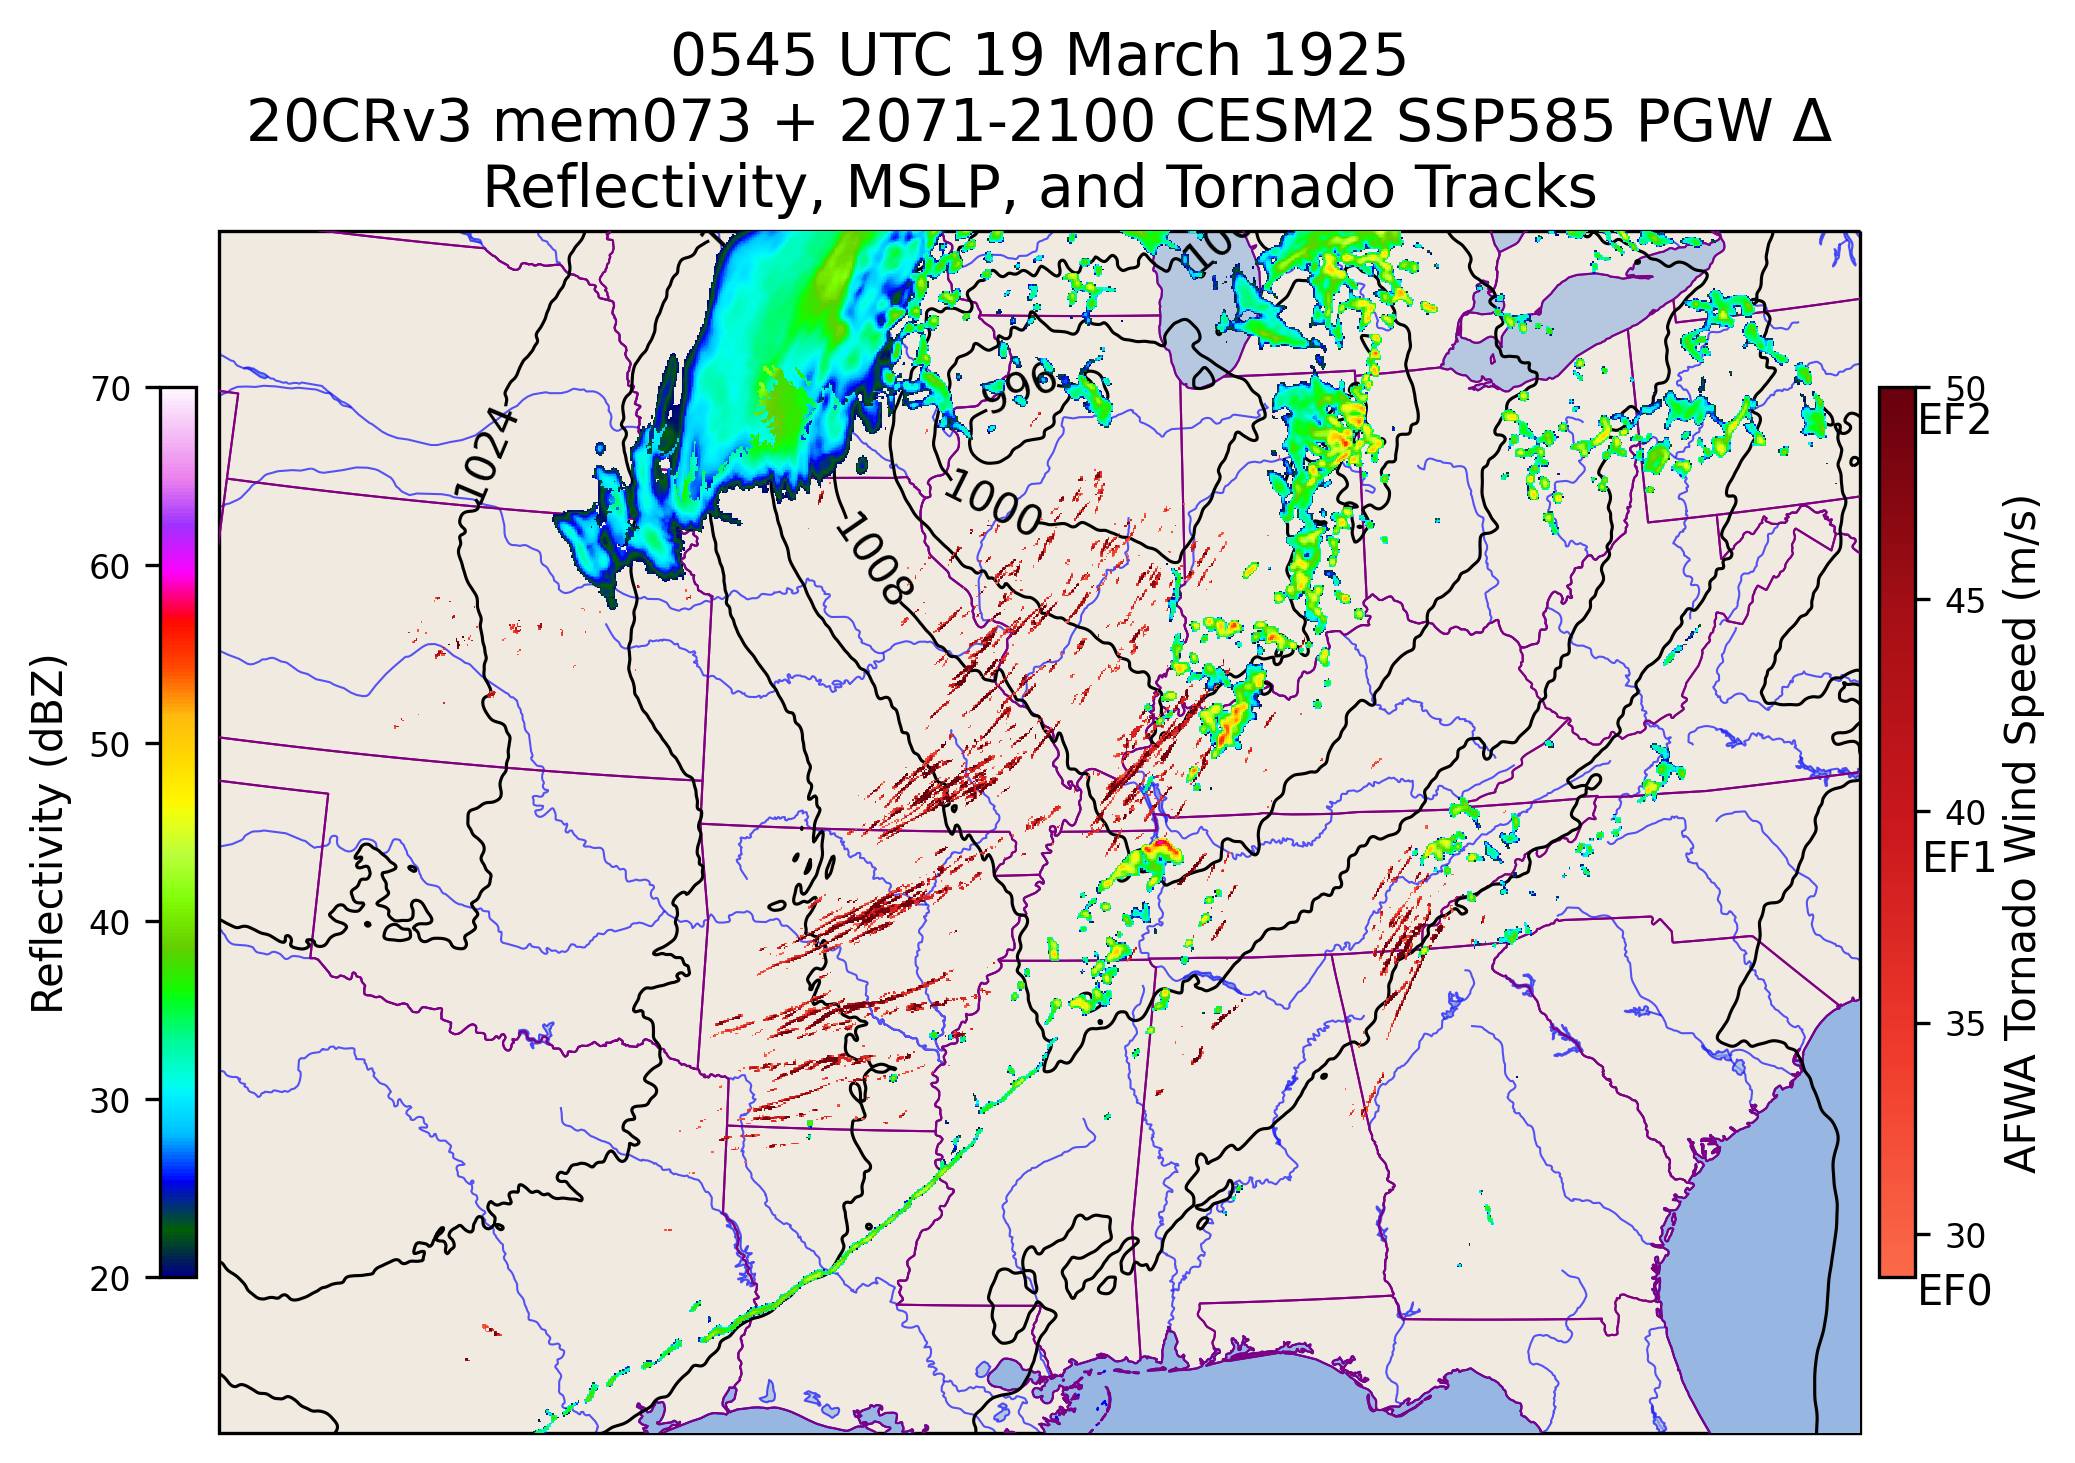 0545 UTC 19 March 1925
20CRv3 mem073 + 2071-2100 CESM2 SSP585 PGW Δ
Reflectivity, MSLP, and Tornado Tracks
70
60
50
40
30
20
Reflectivity (dBZ)
1024
1008
1000
996
50
EF2
45
40
EF1
35
30
EF0
AFWA Tornado Wind Speed (m/s)